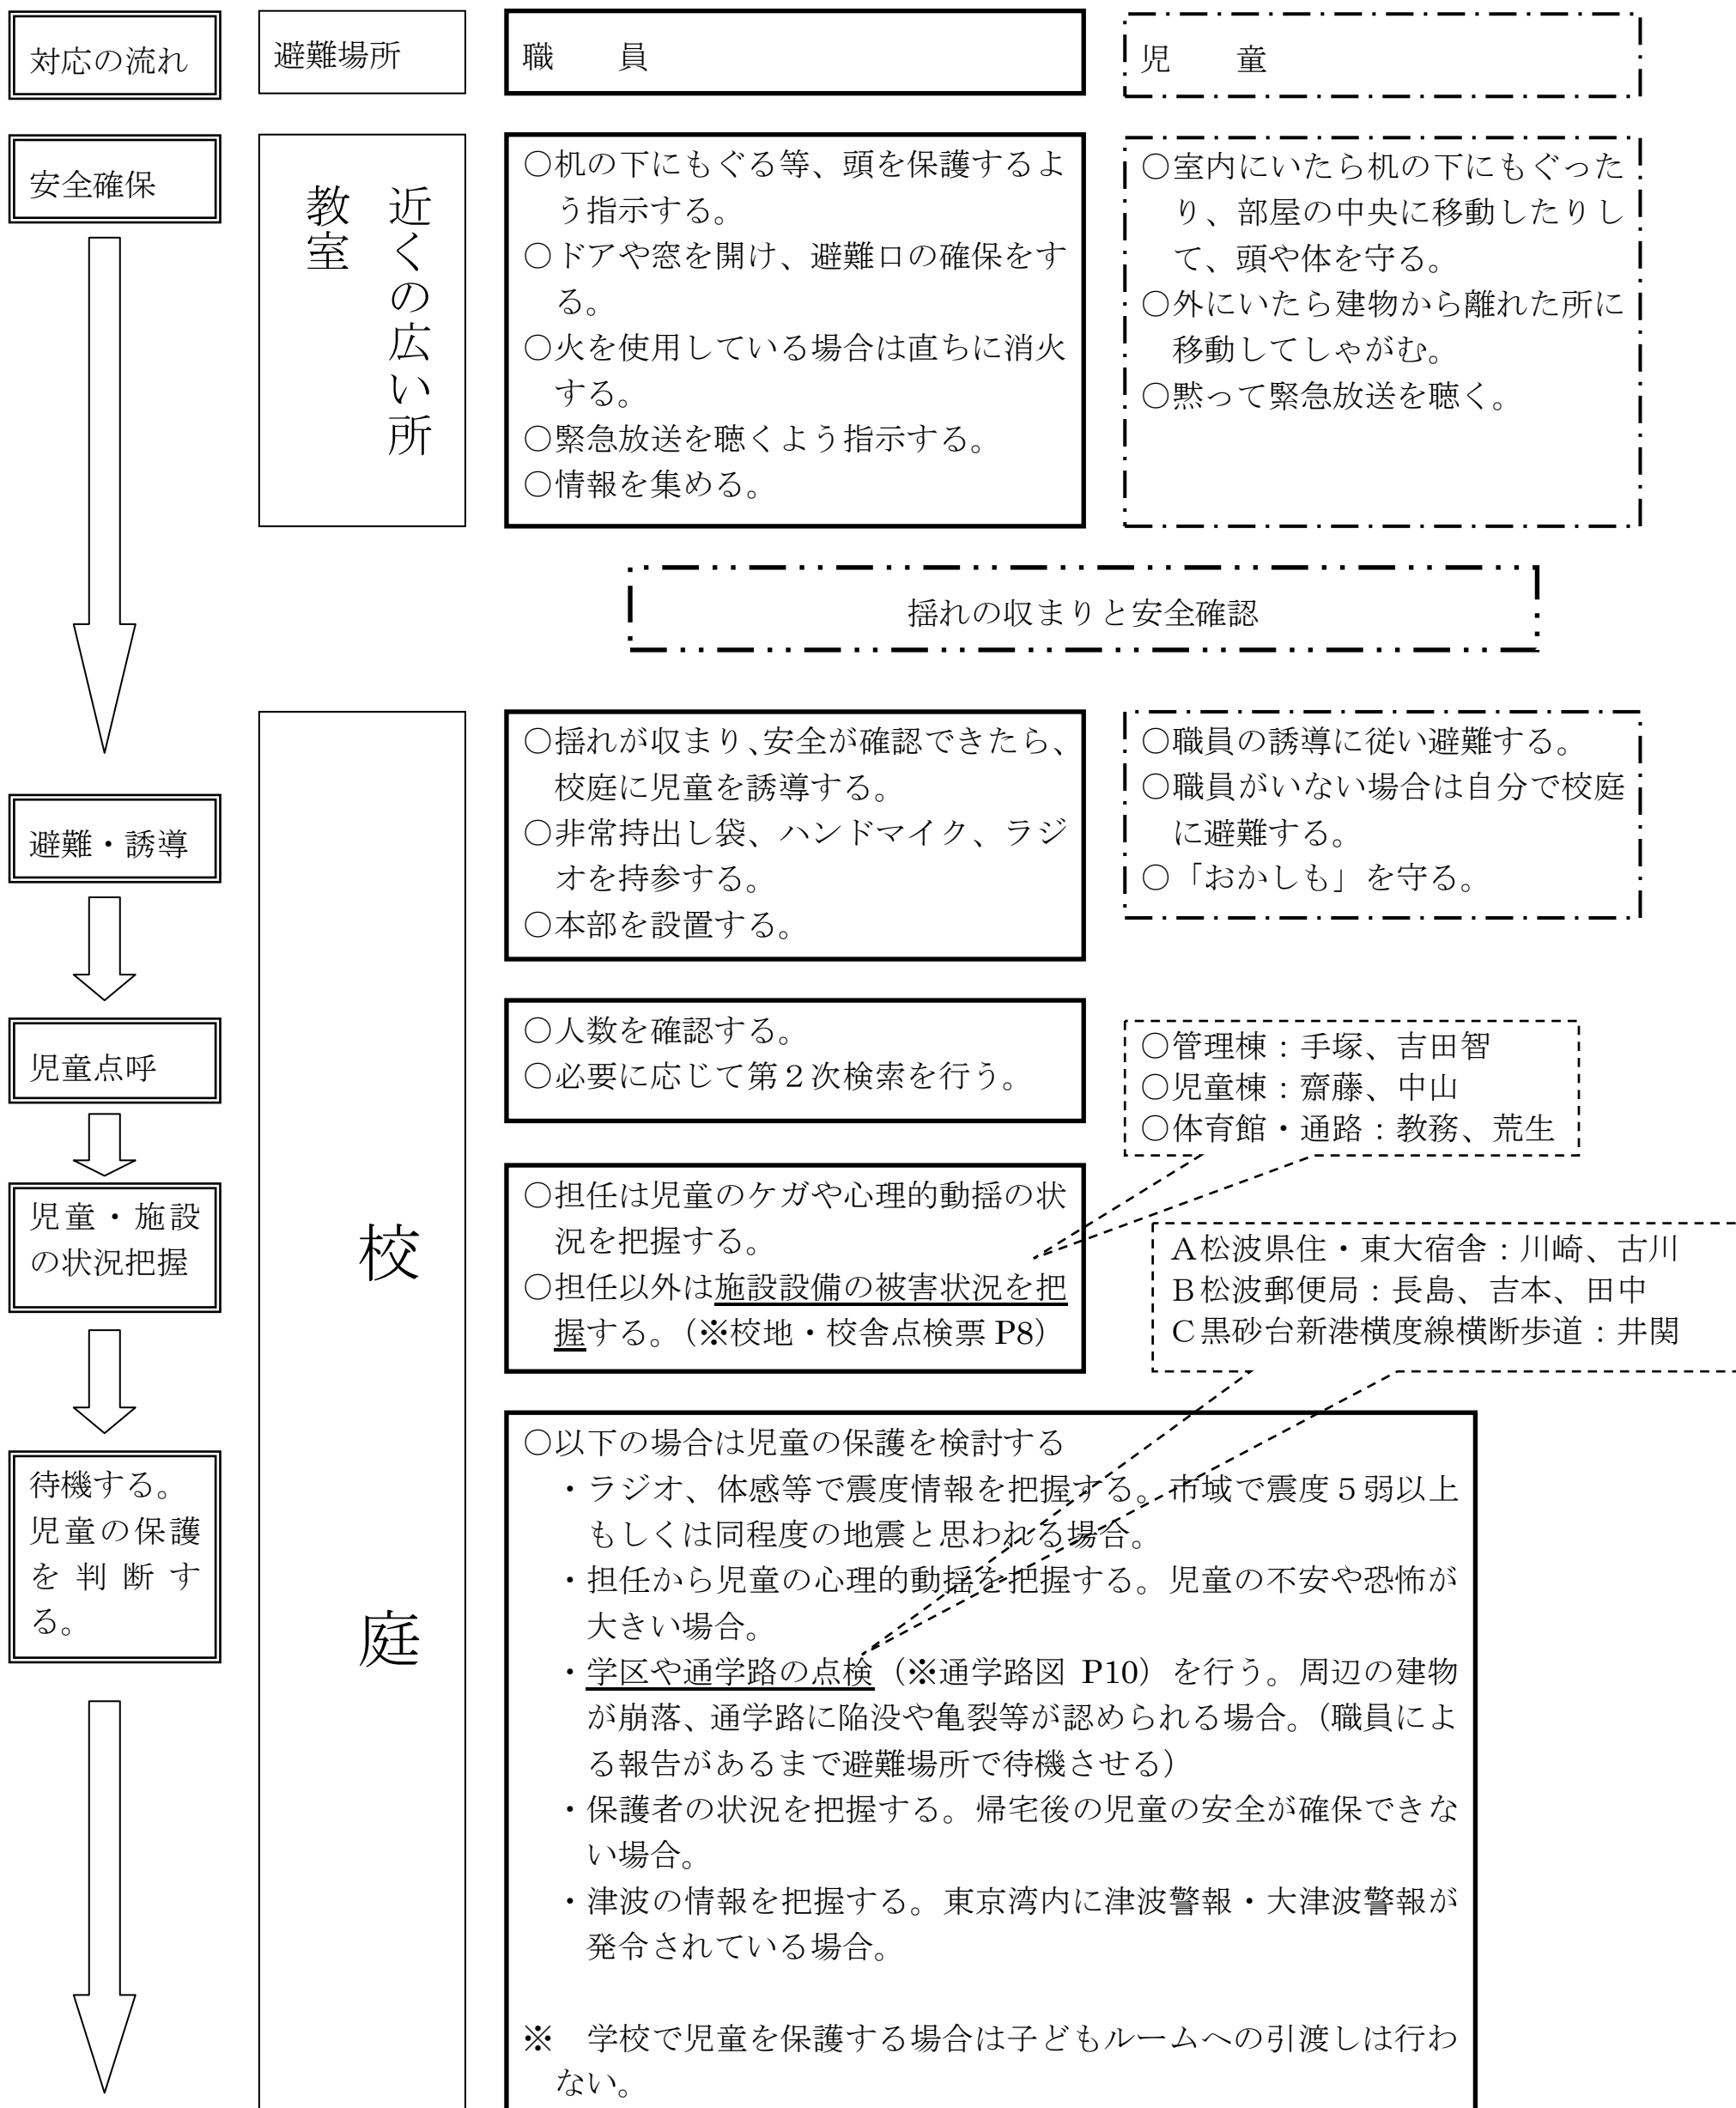 対応の流れ
避難場所
職　　員
児　　童
安全確保
近くの広い所
教室
○机の下にもぐる等、頭を保護するよ
う指示する。
○ドアや窓を開け、避難口の確保をす
る。
○火を使用している場合は直ちに消火
する。
○緊急放送を聴くよう指示する。
○情報を集める。
○室内にいたら机の下にもぐった
り、部屋の中央に移動したりし
て、頭や体を守る。
○外にいたら建物から離れた所に
移動してしゃがむ。
○黙って緊急放送を聴く。
揺れの収まりと安全確認
避難・誘導
校庭
○揺れが収まり、安全が確認できたら、
校庭に児童を誘導する。
○非常持出し袋、ハンドマイク、ラジ
オを持参する。
○本部を設置する。
○職員の誘導に従い避難する。
○職員がいない場合は自分で校庭
に避難する。
○「おかしも」を守る。
児童点呼
○人数を確認する。
○必要に応じて第２次検索を行う。
○管理棟：手塚、吉田智
○児童棟：齋藤、中山
○体育館・通路：教務、荒生
児童・施設
の状況把握
○担任は児童のケガや心理的動揺の状
況を把握する。
○担任以外は施設設備の被害状況を把
握する。（※校地・校舎点検票 P8）
Ａ松波県住・東大宿舎：川崎、古川
Ｂ松波郵便局：長島、吉本、田中
Ｃ黒砂台新港横度線横断歩道：井関
待機する。
児童の保護
を判断す
る。
○以下の場合は児童の保護を検討する
・ラジオ、体感等で震度情報を把握する。市域で震度５弱以上
もしくは同程度の地震と思われる場合。
・担任から児童の心理的動揺を把握する。児童の不安や恐怖が
大きい場合。
・学区や通学路の点検（※通学路図 P10）を行う。周辺の建物
が崩落、通学路に陥没や亀裂等が認められる場合。（職員によ
る報告があるまで避難場所で待機させる）
・保護者の状況を把握する。帰宅後の児童の安全が確保できな
い場合。
・津波の情報を把握する。東京湾内に津波警報・大津波警報が
発令されている場合。
※　学校で児童を保護する場合は子どもルームへの引渡しは行わ
ない。